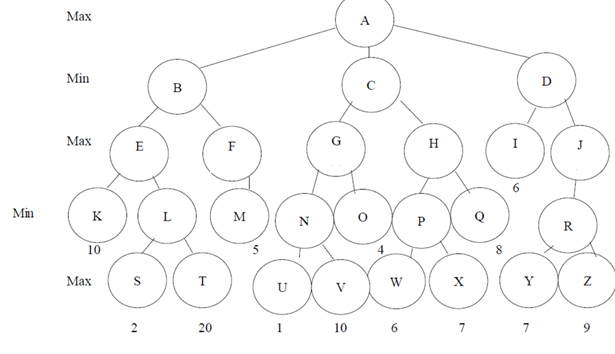 Max A
Min B C D
Max E F G H I J
6
Min K L M N O P Q R
10 5 4 8
Max S T U V W X Y Z
2 20 1 10 6 7 7 9